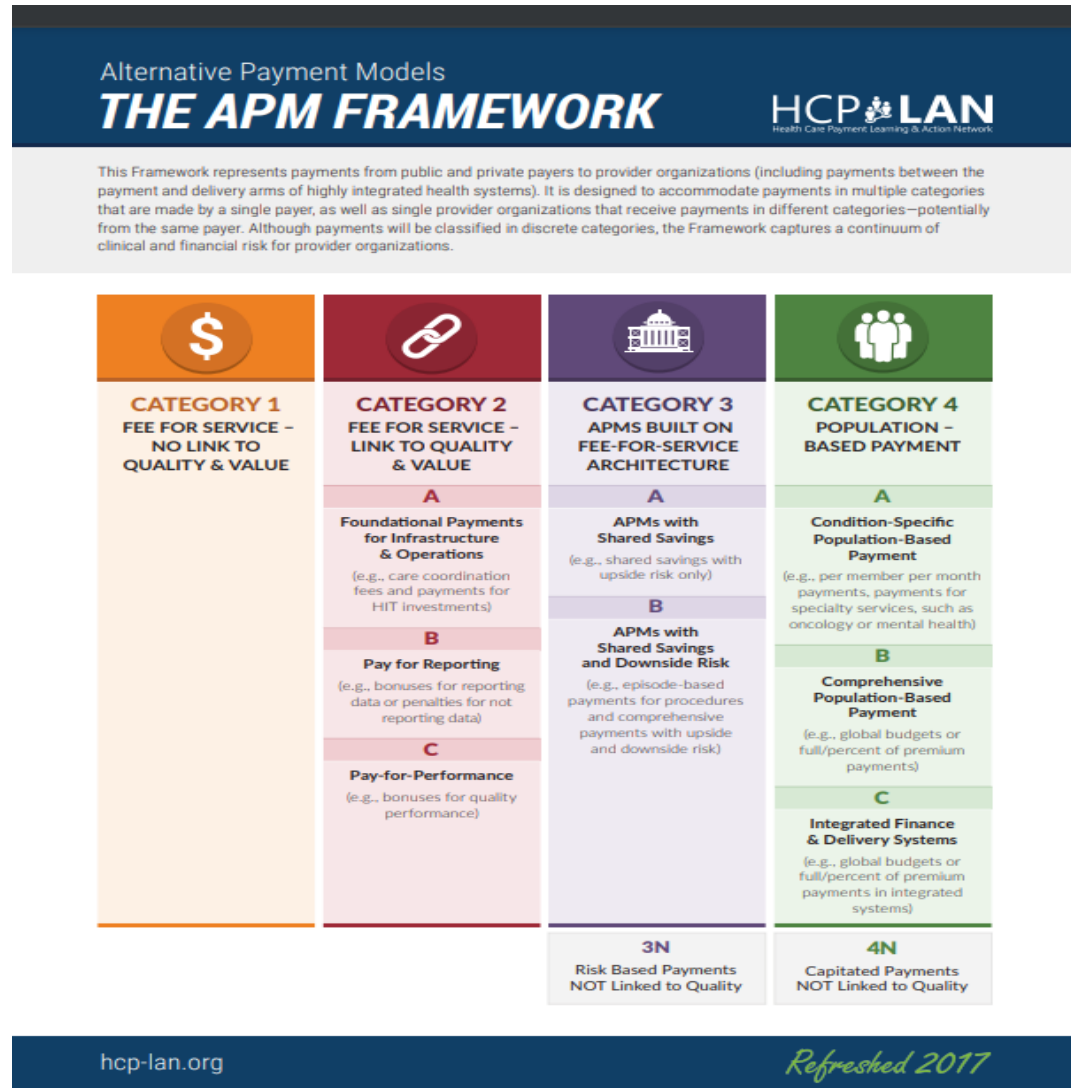 Alternative Payment Models
THE APM FRAMEWORK
HCP LAN
Health Care Payment Learning & Action Network
This Framework represents payments from public and private payers to provider organizations (including payments between the
payment and delivery arms of highly integrated health systems). It is designed to accommodate payments in multiple categories
that are made by a single payer, as well as single provider organizations that receive payments in different categories—potentially
from the same payer. Although payments will be classified in discrete categories, the Framework captures a continuum of
clinical and financial risk for provider organizations.
$
CATEGORY 1
FEE FOR SERVICE –
NO LINK TO
QUALITY & VALUE
CATEGORY 2
FEE FOR SERVICE –
LINK TO QUALITY
& VALUE
A
Foundational Payments
for Infrastructure
& Operations
(e.g., care coordination
fees and payments for
HIT investments)
B
Pay for Reporting
(e.g., bonuses for reporting
data or penalties for not
reporting data)
C
Pay-for-Performance
(e.g., bonuses for quality
performance)
CATEGORY 3
APMS BUILT ON
FEE-FOR-SERVICE
ARCHITECTURE
A
APMs with
Shared Savings
(e.g., shared savings with
upside risk only)
B
APMs with
Shared Savings
and Downside Risk
(e.g., episode-based
payments for procedures
and comprehensive
payments with upside
and downside risk)
3N
Risk Based Payments
NOT Linked to Quality
CATEGORY 4
POPULATION –
BASED PAYMENT
A
Condition-Specific
Population-Based
Payment
(e.g., per member per month
payments, payments for
specialty services, such as
oncology or mental health)
B
Comprehensive
Population-Based
Payment
(e.g., global budgets or
full/percent of premium
payments)
C
Integrated Finance
& Delivery Systems
(e.g., global budgets or
full/percent of premium
payments in integrated
systems)
4N
Capitated Payments
NOT Linked to Quality
hcp-lan.org
Refreshed 2017